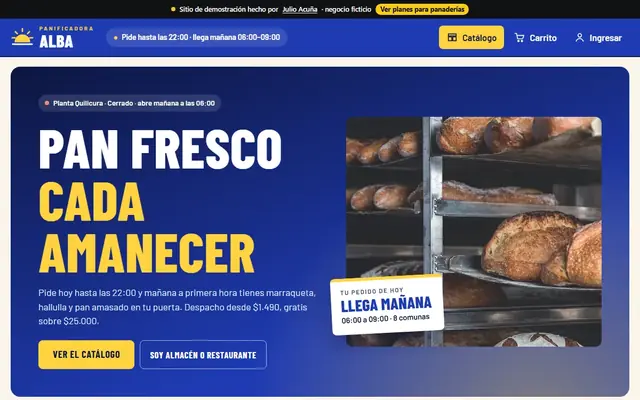 Sitio de demostración hecho por Julio Acuña · negocio ficticio Ver planes para panaderías
PANIFICADORA
ALBA
Pide hasta las 22:00 · llega mañana 06:00–09:00
Catálogo
Carrito
Ingresar
Planta Quilicura · Cerrado · abre mañana a las 06:00
PAN FRESCO
CADA
AMANECER
Pide hoy hasta las 22:00 y mañana a primera hora tienes marraqueta,
hallulla y pan amasado en tu puerta. Despacho desde $1.490, gratis
sobre $25.000.
VER EL CATÁLOGO
SOY ALMACÉN O RESTAURANTE
TU PEDIDO DE HOY
LLEGA MAÑANA
06:00 a 09:00 · 8 comunas